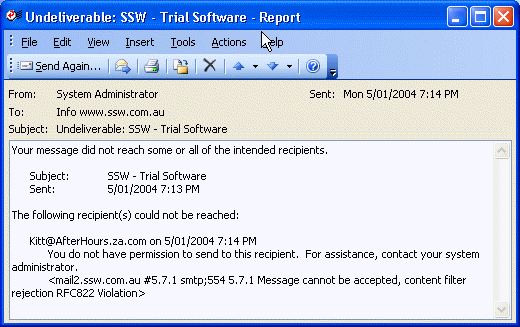 Undeliverable: SSW - Trial Software - Report
File Edit View Insert Tools Actions elp
Send Again...
From: System Administrator Sent: Mon 5/01/2004 7:14 PM
To: Info www.ssw.com.au
Subject: Undeliverable: SSW - Trial Software
Your message did not reach some or all of the intended recipients.
Subject: SSW - Trial Software
Sent: 5/01/2004 7:13 PM
The following recipient(s) could not be reached:
Kitt@AfterHours.za.com on 5/01/2004 7:14 PM
You do not have permission to send to this recipient. For assistance, contact your system
administrator.
<mail2.ssw.com.au #5.7.1 smtp;554 5.7.1 Message cannot be accepted, content filter
rejection RFC822 Violation>